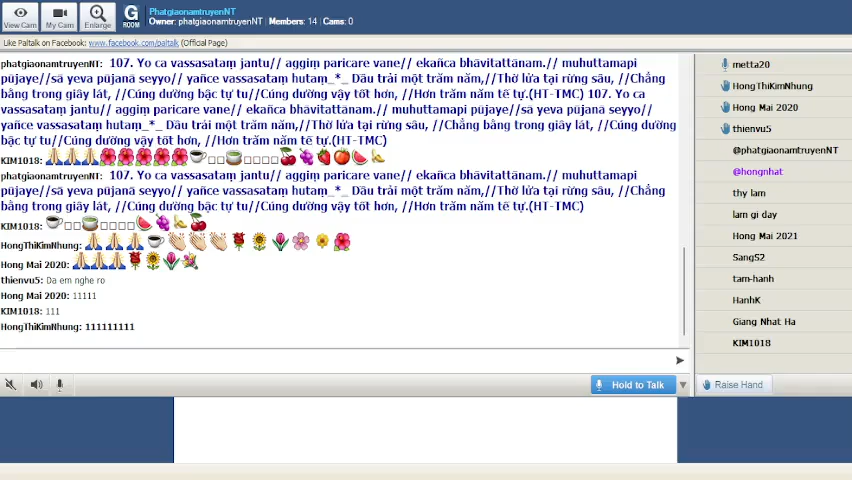 View Cam
My Cam
Enlarge
G
ROOM
PhatgiaonamtruyenNT
Owner: phatgiaonamtruyenNT | Members: 14 | Cams: 0
Like Paltalk on Facebook: www.facebook.com/paltalk (Official Page)
phatgiaonamtruyenNT: 107. Yo ca vassasataṃ jantu// aggiṃ paricare vane// ekañca bhāvitattānam.// muhuttamapi
pūjaye//sā yeva pūjanā seyyo// yañce vassasataṃ hutaṃ_*_ Dầu trải một trăm năm,//Thờ lửa tại rừng sâu, //Chẳng
bằng trong giây lát, //Cúng dường bậc tự tu//Cúng dường vậy tốt hơn, //Hơn trăm năm tế tự.(HT-TMC) 107. Yo ca
vassasataṃ jantu// aggiṃ paricare vane// ekañca bhāvitattānam.// muhuttamapi pūjaye//sā yeva pūjanā seyyo//
yañce vassasataṃ hutaṃ_*_ Dầu trải một trăm năm,//Thờ lửa tại rừng sâu, //Chẳng bằng trong giây lát, //Cúng dường
bậc tự tu//Cúng dường vậy tốt hơn, //Hơn trăm năm tế tự.(HT-TMC)
KIM1018:
phatgiaonamtruyenNT: 107. Yo ca vassasataṃ jantu// aggiṃ paricare vane// ekañca bhāvitattānam.// muhuttamapi
pūjaye//sā yeva pūjanā seyyo// yañce vassasataṃ hutaṃ_*_ Dầu trải một trăm năm,//Thờ lửa tại rừng sâu, //Chẳng
bằng trong giây lát, //Cúng dường bậc tự tu//Cúng dường vậy tốt hơn, //Hơn trăm năm tế tự.(HT-TMC)
KIM1018:
HongThiKimNhung:
Hong Mai 2020:
thienvu5: Da em nghe ro
Hong Mai 2020: 11111
KIM1018: 111
HongThiKimNhung: 111111111
Hold to Talk
Raise Hand
metta20
HongThiKimNhung
Hong Mai 2020
thienvu5
@phatgiaonamtruyenNT
@hongnhat
thy lam
lam gi day
Hong Mai 2021
SangS2
tam-hanh
HanhK
Giang Nhat Ha
KIM1018